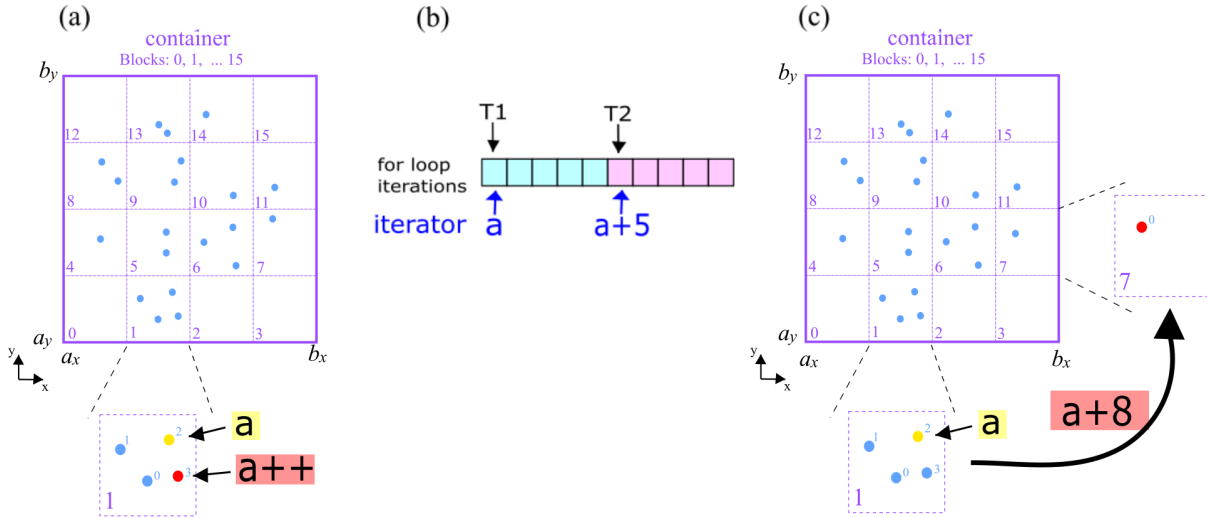 (a)
container
Blocks: 0, 1, ... 15
b_y
12 13 14 15
8 9 10 11
4 5 6 7
a_y 0 1 2 3
a_x b_x
y
x
1 2 a
0 3 a++
1
(b)
T1 T2
for loop
iterations
iterator a a+5
(c)
container
Blocks: 0, 1, ... 15
b_y
12 13 14 15
8 9 10 11
0
4 5 6 7
7
a_y 0 1 2 3
a_x b_x
y
x
a+8
1 2 a
0 3
1